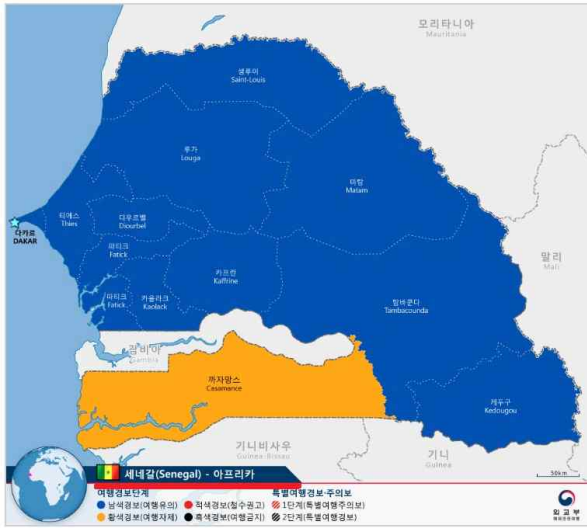 모리타니아
Mauritania
생루이
Saint-Louis
루가
Louga
마탐
Matam
티에스
Thies
디우르벨
Diourbel
다카르
DAKAR
파티크
Fatick
카프린
Kaffrine
말리
Mali
파티크
Fatick
카올라크
Kaolack
탐바쿤다
Tambacounda
감비아
Gambia
까자망스
Casamance
케두구
Kedougou
기니비사우
Guinea-Bissau
기니
Guinea
50km
세네갈(Senegal) - 아프리카
여행경보단계 특별여행경보·주의보
남색경보(여행유의) 적색경보(철수권고) 1단계(특별여행주의보)
황색경보(여행자제) 흑색경보(여행금지) 2단계(특별여행경보)
외교부